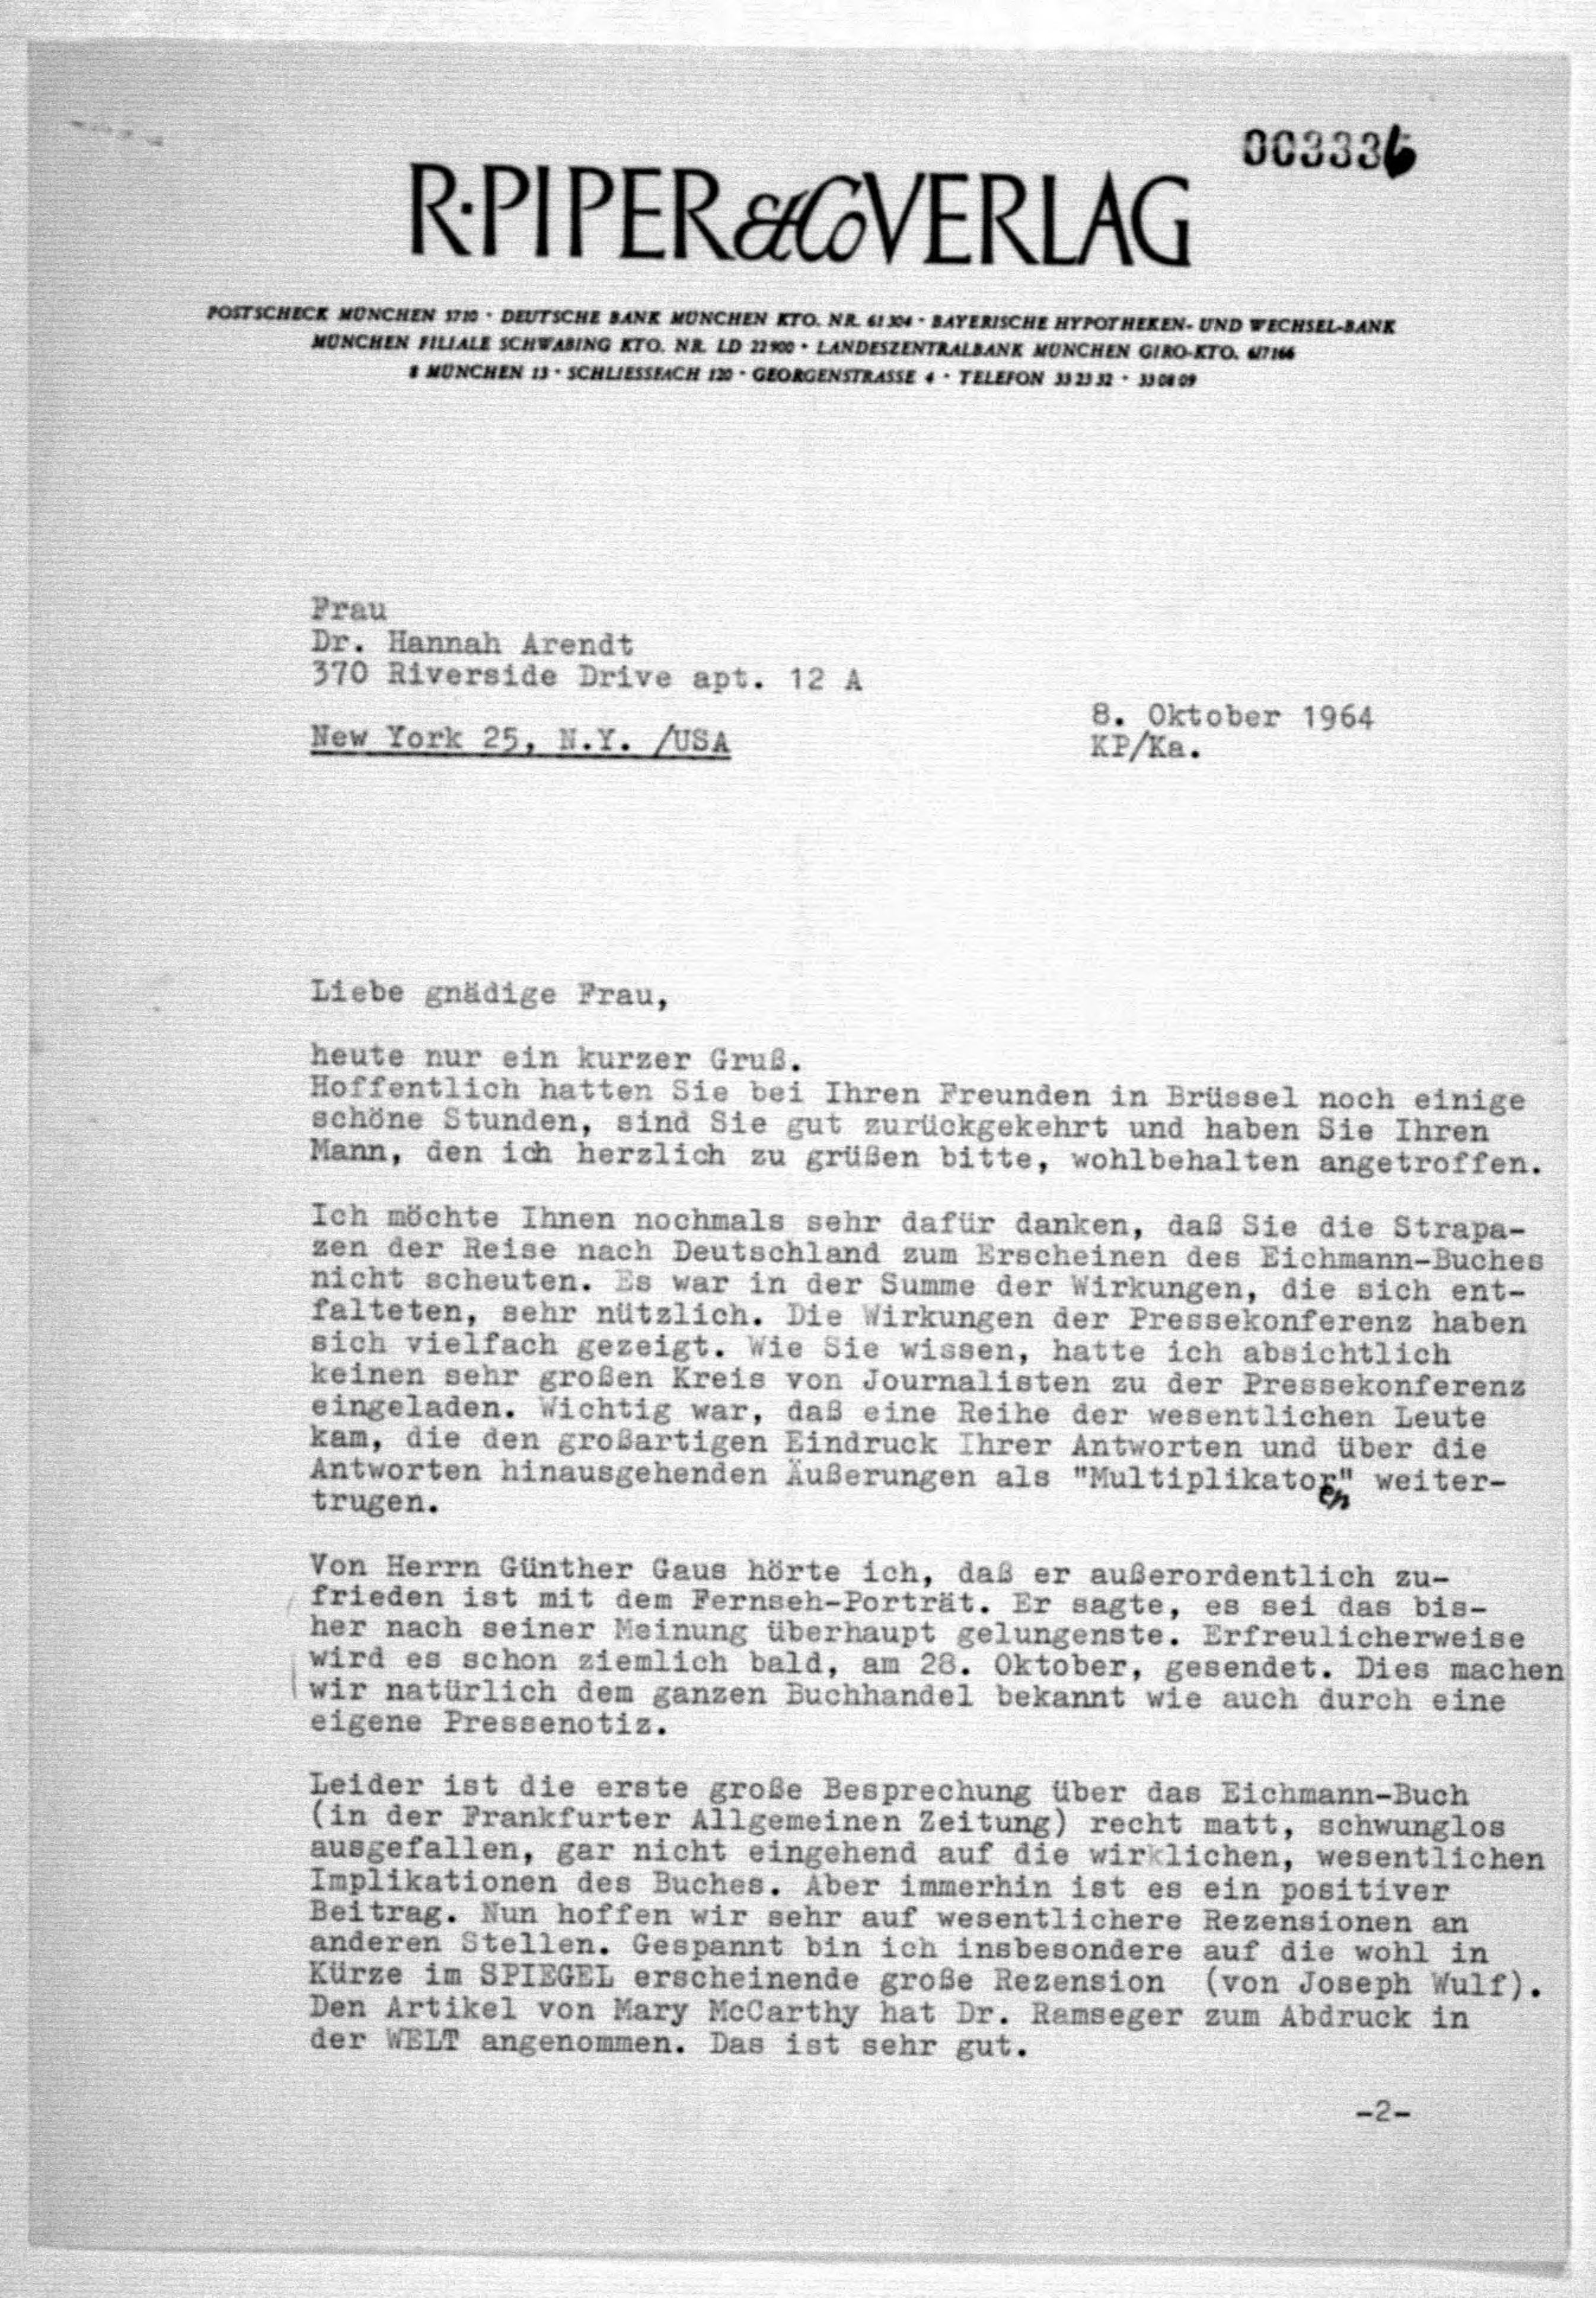 003336
R·PIPER & Co VERLAG
POSTSCHECK MÜNCHEN 5710 · DEUTSCHE BANK MÜNCHEN KTO. NR. 61304 · BAYERISCHE HYPOTHEKEN- UND WECHSEL-BANK
MÜNCHEN FILIALE SCHWABING KTO. NR. LD 22900 · LANDESZENTRALBANK MÜNCHEN GIRO-KTO. 6/7166
8 MÜNCHEN 13 · SCHLIESSFACH 120 · GEORGENSTRASSE 4 · TELEFON 33 23 32 · 33 08 09
Frau
Dr. Hannah Arendt
370 Riverside Drive apt. 12 A
New York 25, N.Y. /USA
8. Oktober 1964
KP/Ka.
Liebe gnädige Frau,
heute nur ein kurzer Gruß.
Hoffentlich hatten Sie bei Ihren Freunden in Brüssel noch einige
schöne Stunden, sind Sie gut zurückgekehrt und haben Sie Ihren
Mann, den ich herzlich zu grüßen bitte, wohlbehalten angetroffen.
Ich möchte Ihnen nochmals sehr dafür danken, daß Sie die Strapa-
zen der Reise nach Deutschland zum Erscheinen des Eichmann-Buches
nicht scheuten. Es war in der Summe der Wirkungen, die sich ent-
falteten, sehr nützlich. Die Wirkungen der Pressekonferenz haben
sich vielfach gezeigt. Wie Sie wissen, hatte ich absichtlich
keinen sehr großen Kreis von Journalisten zu der Pressekonferenz
eingeladen. Wichtig war, daß eine Reihe der wesentlichen Leute
kam, die den großartigen Eindruck Ihrer Antworten und über die
Antworten hinausgehenden Äußerungen als "Multiplikatoren" weiter-
trugen.
Von Herrn Günther Gaus hörte ich, daß er außerordentlich zu-
frieden ist mit dem Fernseh-Porträt. Er sagte, es sei das bis-
her nach seiner Meinung überhaupt gelungenste. Erfreulicherweise
wird es schon ziemlich bald, am 28. Oktober, gesendet. Dies machen
wir natürlich dem ganzen Buchhandel bekannt wie auch durch eine
eigene Pressenotiz.
Leider ist die erste große Besprechung über das Eichmann-Buch
(in der Frankfurter Allgemeinen Zeitung) recht matt, schwunglos
ausgefallen, gar nicht eingehend auf die wirklichen, wesentlichen
Implikationen des Buches. Aber immerhin ist es ein positiver
Beitrag. Nun hoffen wir sehr auf wesentlichere Rezensionen an
anderen Stellen. Gespannt bin ich insbesondere auf die wohl in
Kürze im SPIEGEL erscheinende große Rezension (von Joseph Wulf).
Den Artikel von Mary McCarthy hat Dr. Ramseger zum Abdruck in
der WELT angenommen. Das ist sehr gut.
-2-